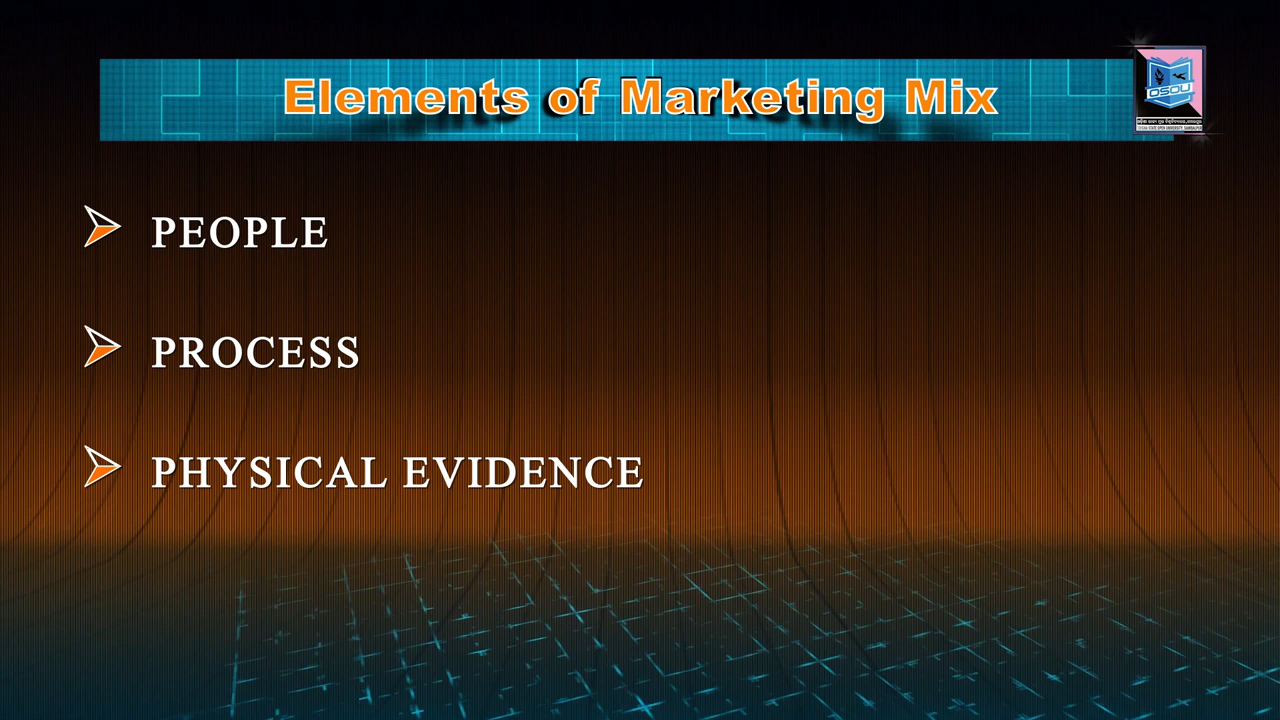 Elements of Marketing Mix
OSOU
PEOPLE
PROCESS
PHYSICAL EVIDENCE